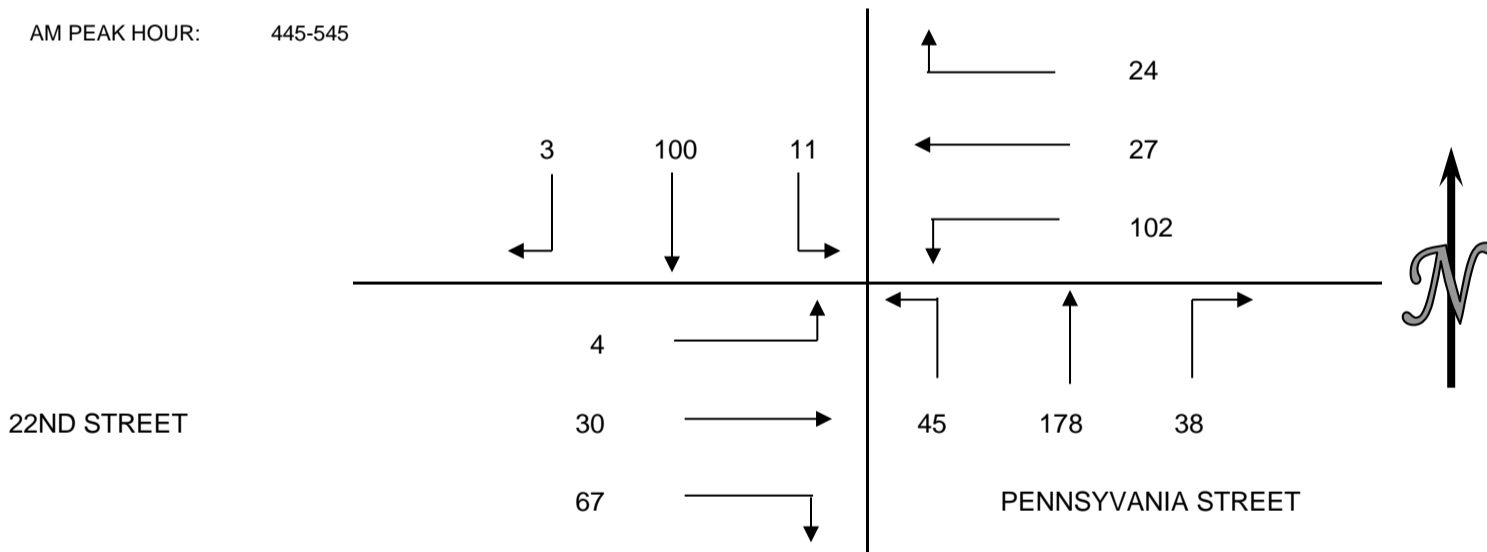 AM PEAK HOUR: 445-545
24
3 100 11 27
102
4
22ND STREET 30 45 178 38
67 PENNSYVANIA STREET
N